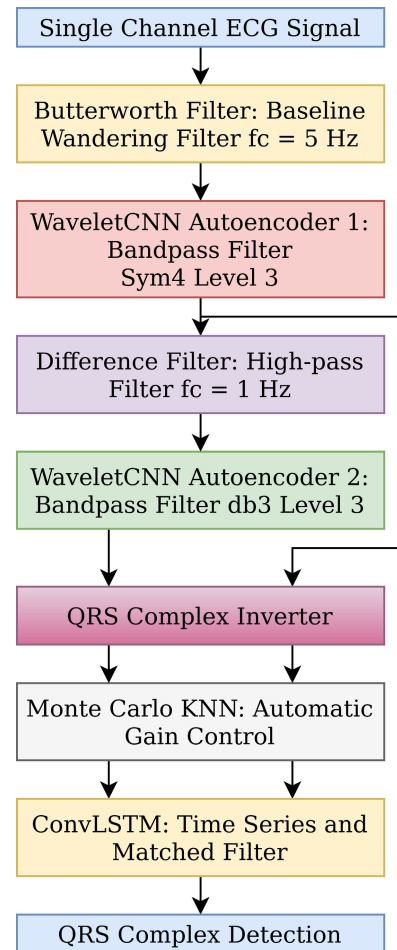 Single Channel ECG Signal
Butterworth Filter: Baseline
Wandering Filter fc = 5 Hz
WaveletCNN Autoencoder 1:
Bandpass Filter
Sym4 Level 3
Difference Filter: High-pass
Filter fc = 1 Hz
WaveletCNN Autoencoder 2:
Bandpass Filter db3 Level 3
QRS Complex Inverter
Monte Carlo KNN: Automatic
Gain Control
ConvLSTM: Time Series and
Matched Filter
QRS Complex Detection